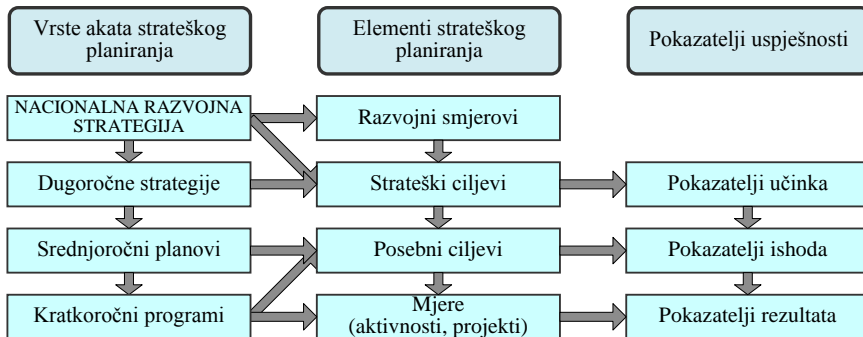 Vrste akata strateškog
planiranja
Elementi strateškog
planiranja
Pokazatelji uspješnosti
NACIONALNA RAZVOJNA
STRATEGIJA
Razvojni smjerovi
Dugoročne strategije
Strateški ciljevi
Pokazatelji učinka
Srednjoročni planovi
Posebni ciljevi
Pokazatelji ishoda
Kratkoročni programi
Mjere
(aktivnosti, projekti)
Pokazatelji rezultata